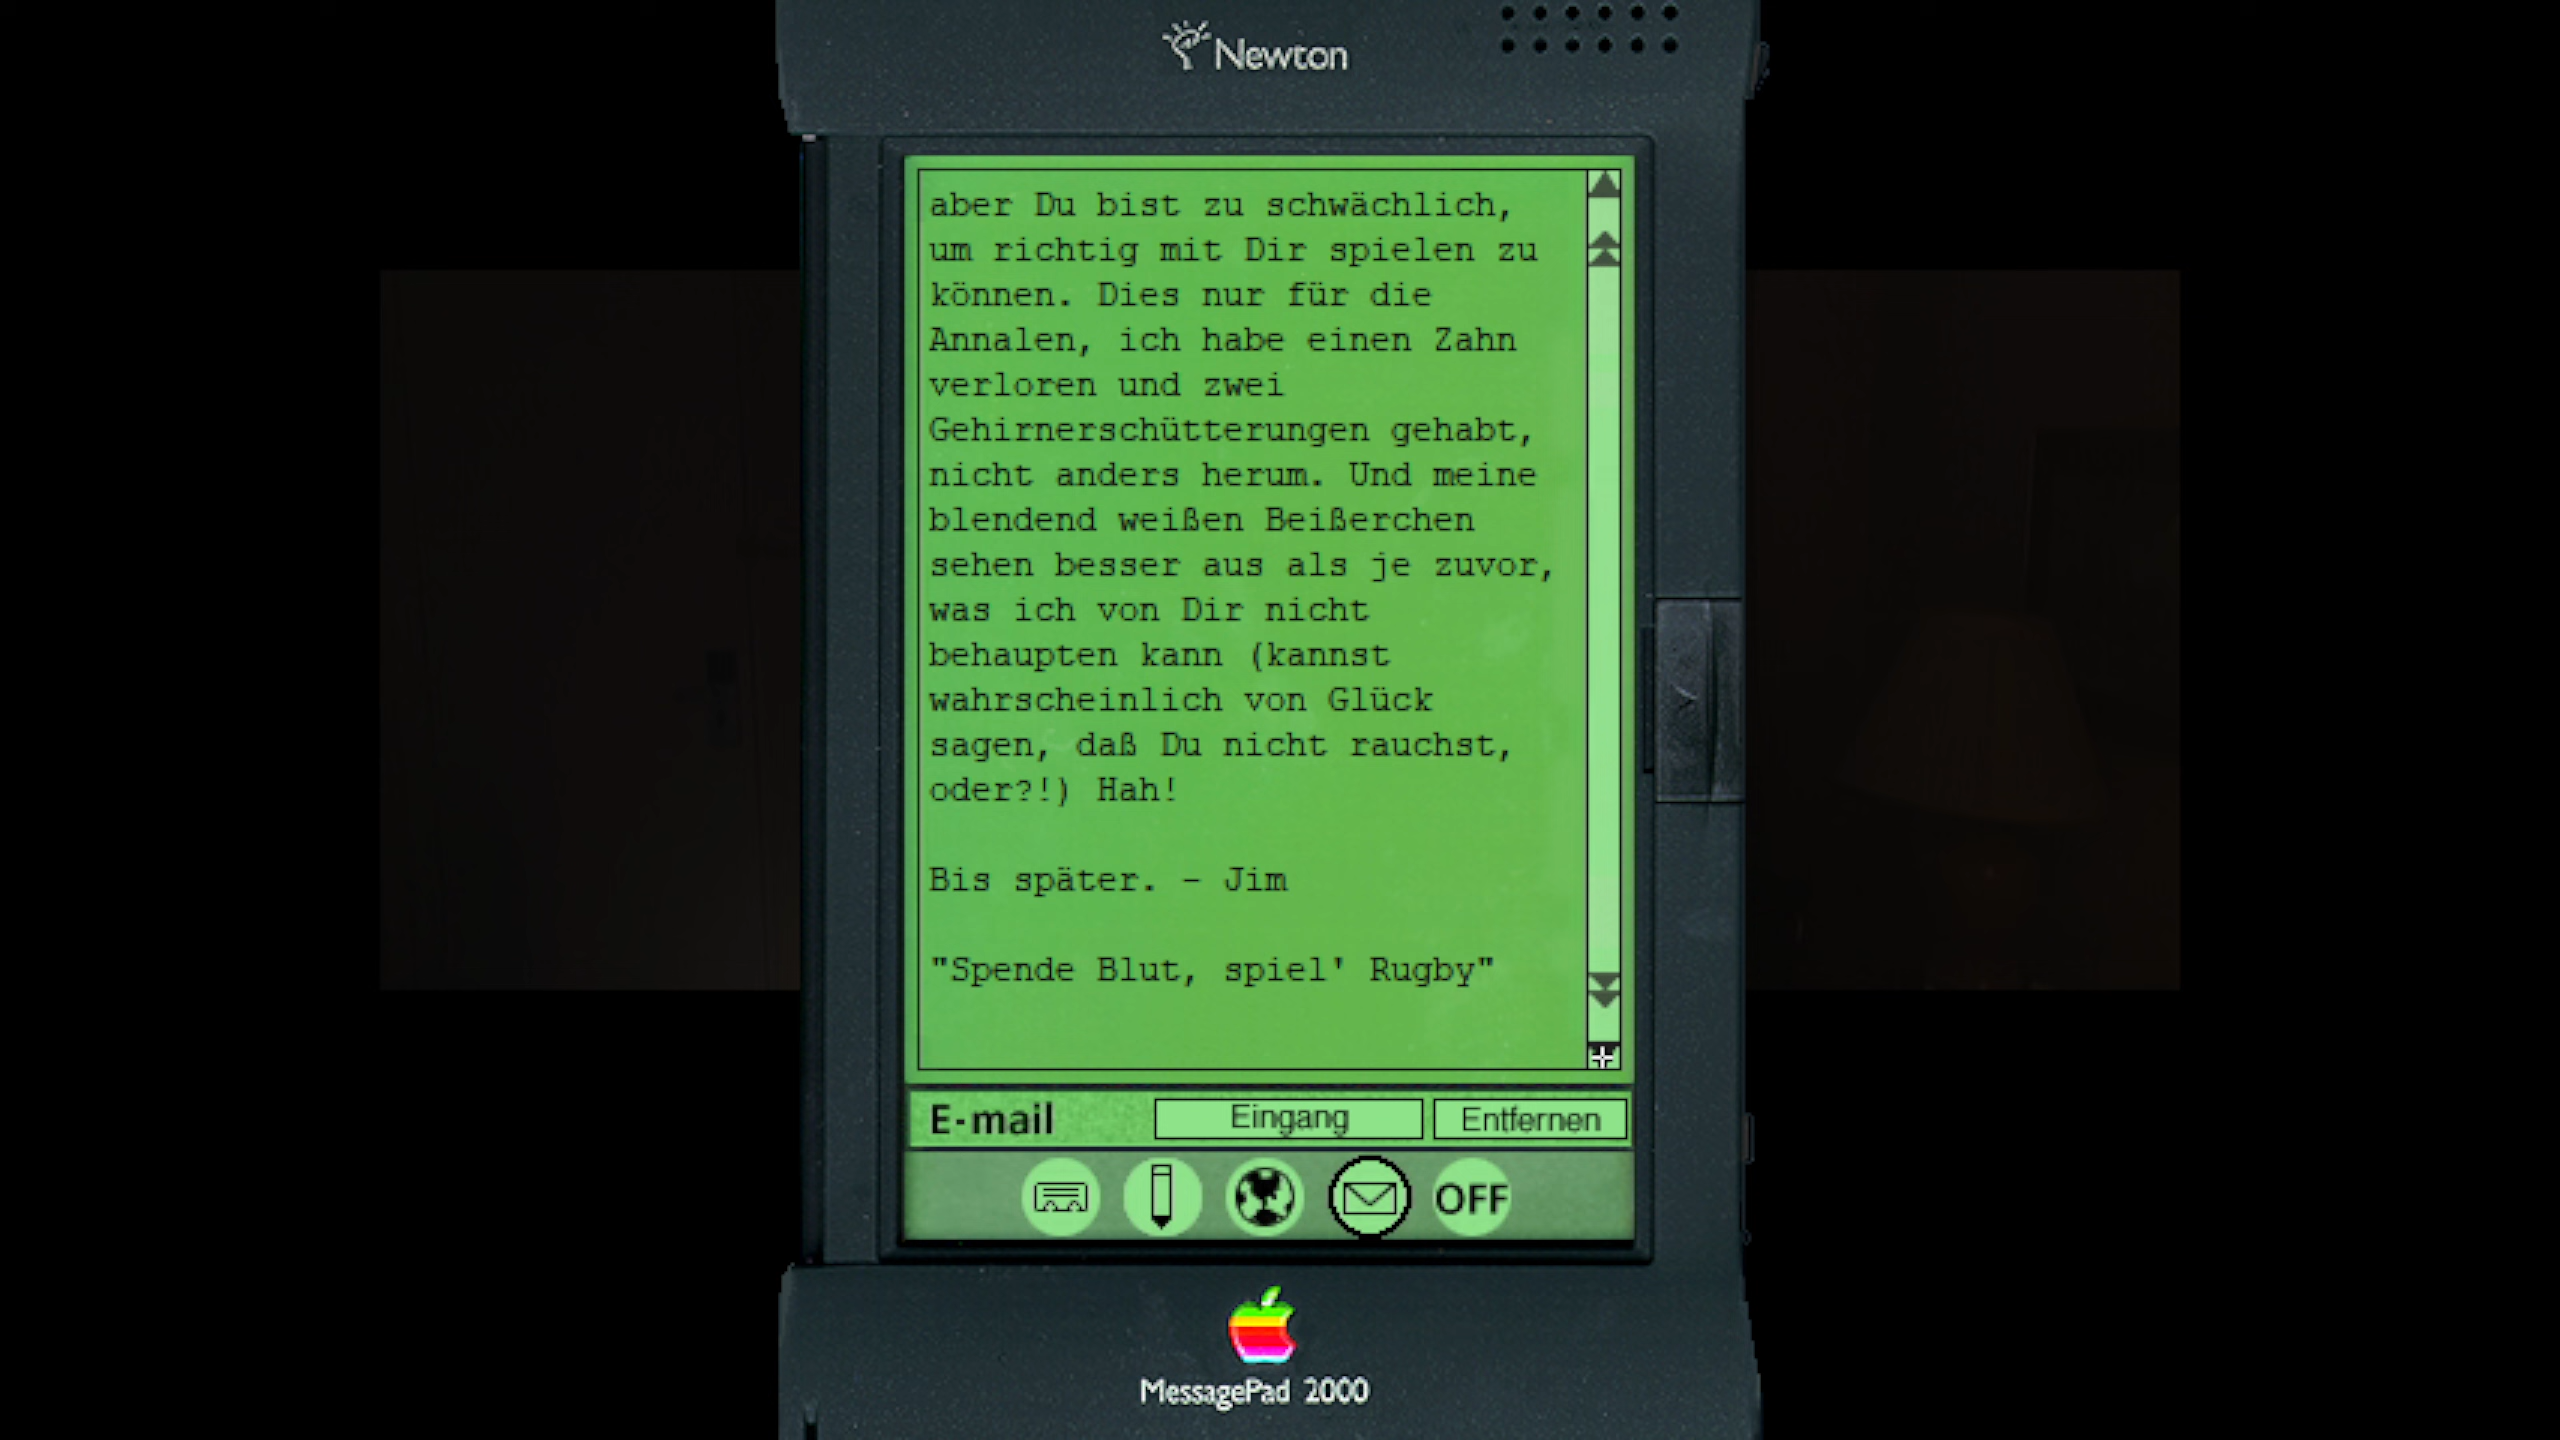 Newton
aber Du bist zu schwächlich,
um richtig mit Dir spielen zu
können. Dies nur für die
Annalen, ich habe einen Zahn
verloren und zwei
Gehirnerschütterungen gehabt,
nicht anders herum. Und meine
blendend weißen Beißerchen
sehen besser aus als je zuvor,
was ich von Dir nicht
behaupten kann (kannst
wahrscheinlich von Glück
sagen, daß Du nicht rauchst,
oder?!) Hah!
Bis später. - Jim
"Spende Blut, spiel' Rugby"
E-mail Eingang Entfernen
OFF
MessagePad 2000